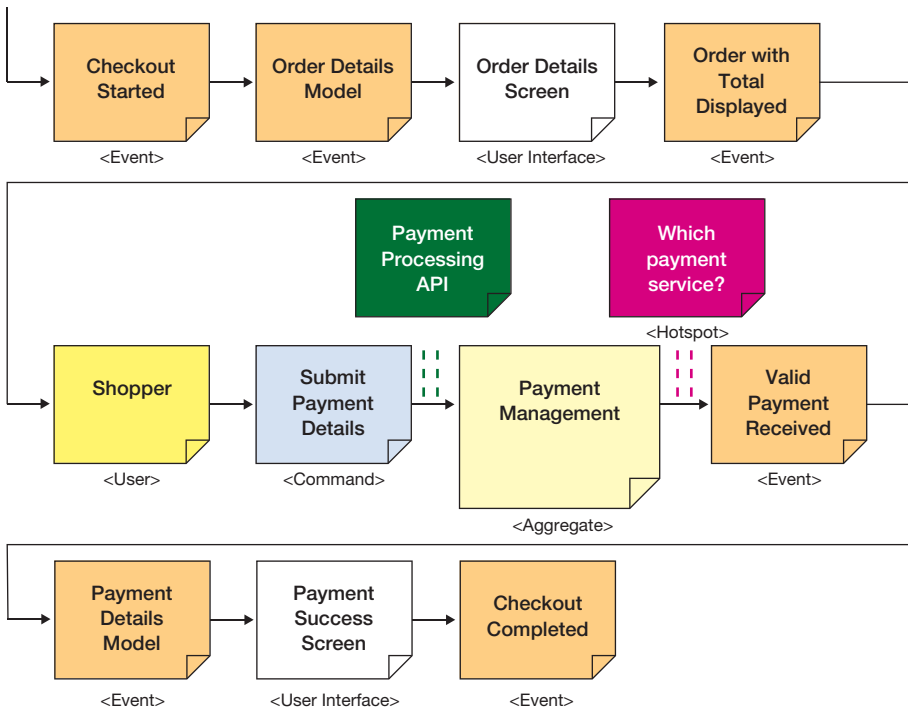 Checkout
Started
<Event>
Order Details
Model
<Event>
Order Details
Screen
<User Interface>
Order with
Total
Displayed
<Event>
Payment
Processing
API
Which
payment
service?
<Hotspot>
Shopper
<User>
Submit
Payment
Details
<Command>
Payment
Management
<Aggregate>
Valid
Payment
Received
<Event>
Payment
Details
Model
<Event>
Payment
Success
Screen
<User Interface>
Checkout
Completed
<Event>